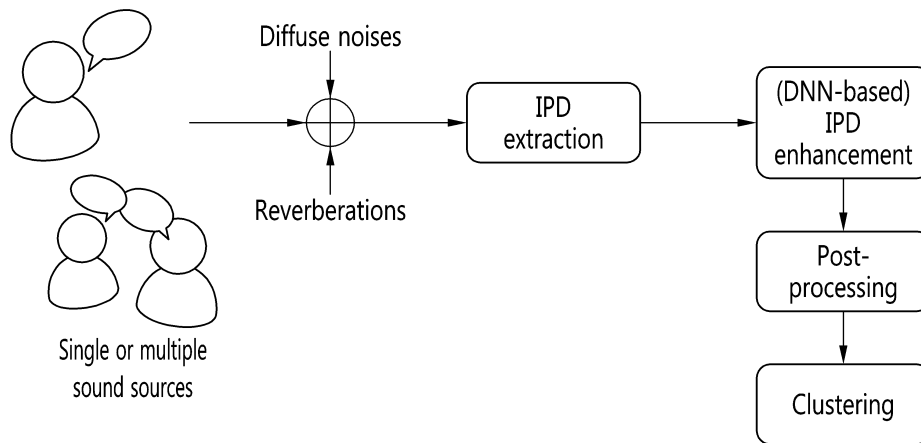 Diffuse noises
Reverberations
Single or multiple
sound sources
IPD
extraction
(DNN-based)
IPD
enhancement
Post-
processing
Clustering